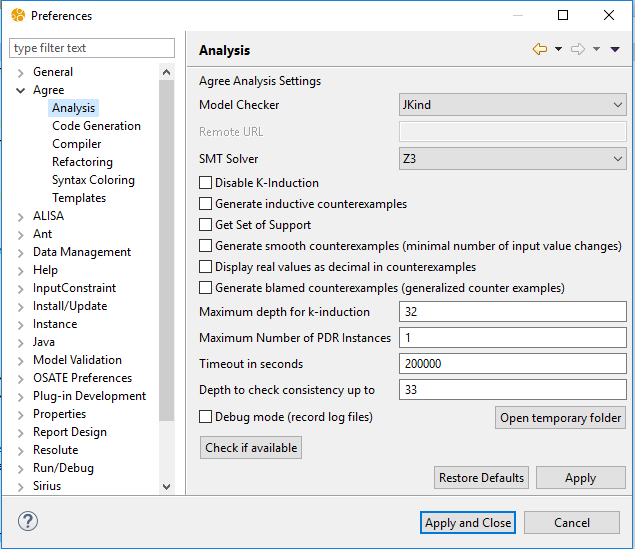 Preferences
type filter text
General
Agree
Analysis
Code Generation
Compiler
Refactoring
Syntax Coloring
Templates
ALISA
Ant
Data Management
Help
InputConstraint
Install/Update
Instance
Java
Model Validation
OSATE Preferences
Plug-in Development
Properties
Report Design
Resolute
Run/Debug
Sirius
Analysis
Agree Analysis Settings
Model Checker JKind
Remote URL
SMT Solver Z3
Disable K-Induction
Generate inductive counterexamples
Get Set of Support
Generate smooth counterexamples (minimal number of input value changes)
Display real values as decimal in counterexamples
Generate blamed counterexamples (generalized counter examples)
Maximum depth for k-induction 32
Maximum Number of PDR Instances 1
Timeout in seconds 200000
Depth to check consistency up to 33
Debug mode (record log files) Open temporary folder
Check if available
Restore Defaults Apply
? Apply and Close Cancel